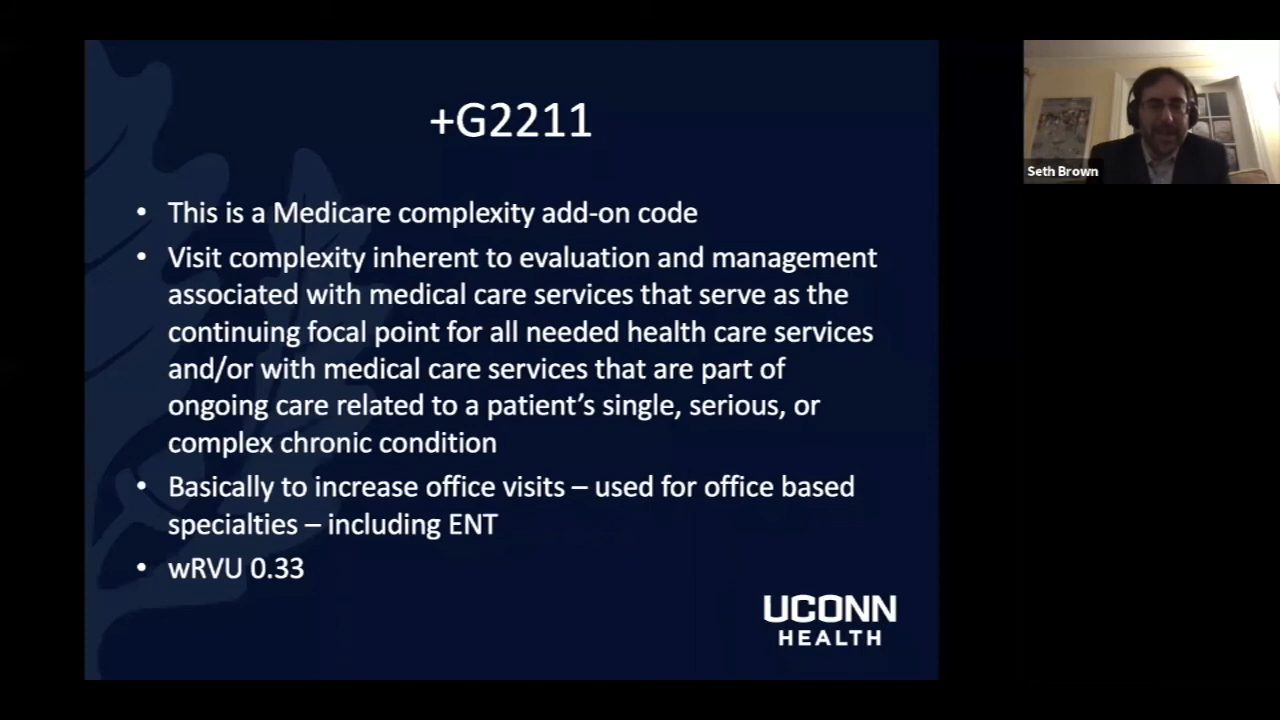 +G2211
• This is a Medicare complexity add-on code
• Visit complexity inherent to evaluation and management
associated with medical care services that serve as the
continuing focal point for all needed health care services
and/or with medical care services that are part of
ongoing care related to a patient’s single, serious, or
complex chronic condition
• Basically to increase office visits – used for office based
specialties – including ENT
• wRVU 0.33
UCONN
HEALTH
Seth Brown